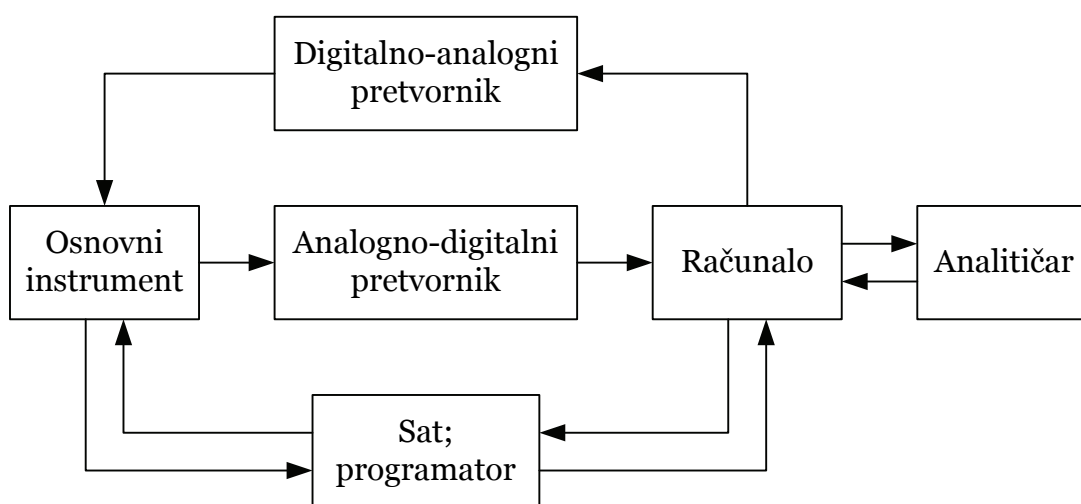 Digitalno-analogni
pretvornik
Osnovni
instrument
Analogno-digitalni
pretvornik
Računalo
Analitičar
Sat;
programator